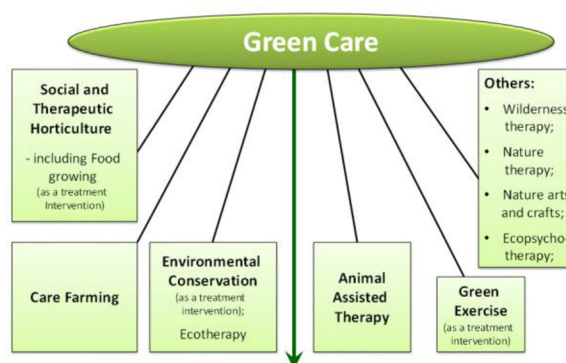 Green Care
Social and
Therapeutic
Horticulture
- including Food
growing
(as a treatment
Intervention)
Care Farming
Environmental
Conservation
(as a treatment
intervention);
Ecotherapy
Animal
Assisted
Therapy
Green
Exercise
(as a treatment
intervention)
Others:
• Wilderness
therapy;
• Nature
therapy;
• Nature arts
and crafts;
• Ecopsycho-
therapy;